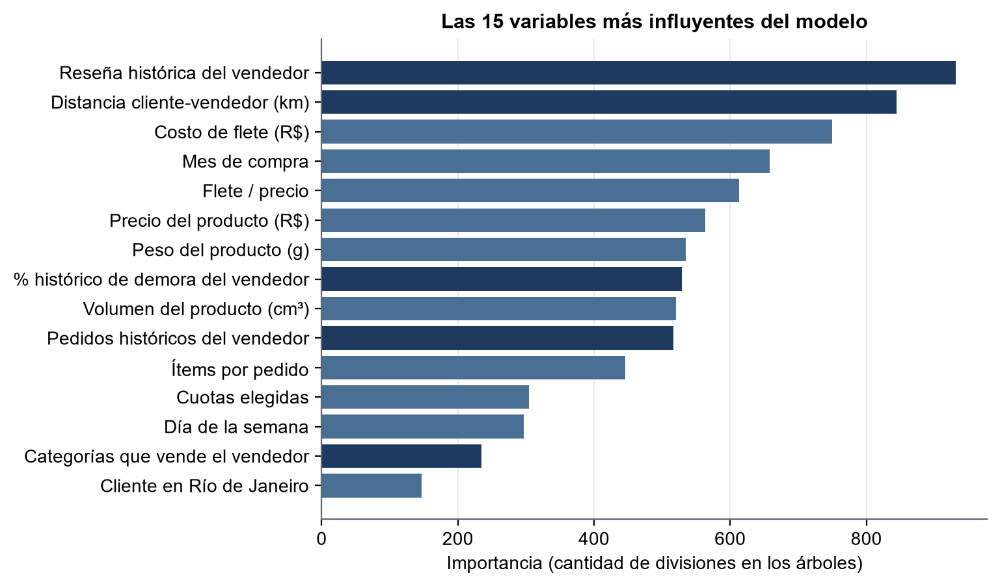 Las 15 variables más influyentes del modelo
Reseña histórica del vendedor
Distancia cliente-vendedor (km)
Costo de flete (R$)
Mes de compra
Flete / precio
Precio del producto (R$)
Peso del producto (g)
% histórico de demora del vendedor
Volumen del producto (cm³)
Pedidos históricos del vendedor
Ítems por pedido
Cuotas elegidas
Día de la semana
Categorías que vende el vendedor
Cliente en Río de Janeiro
0 200 400 600 800
Importancia (cantidad de divisiones en los árboles)